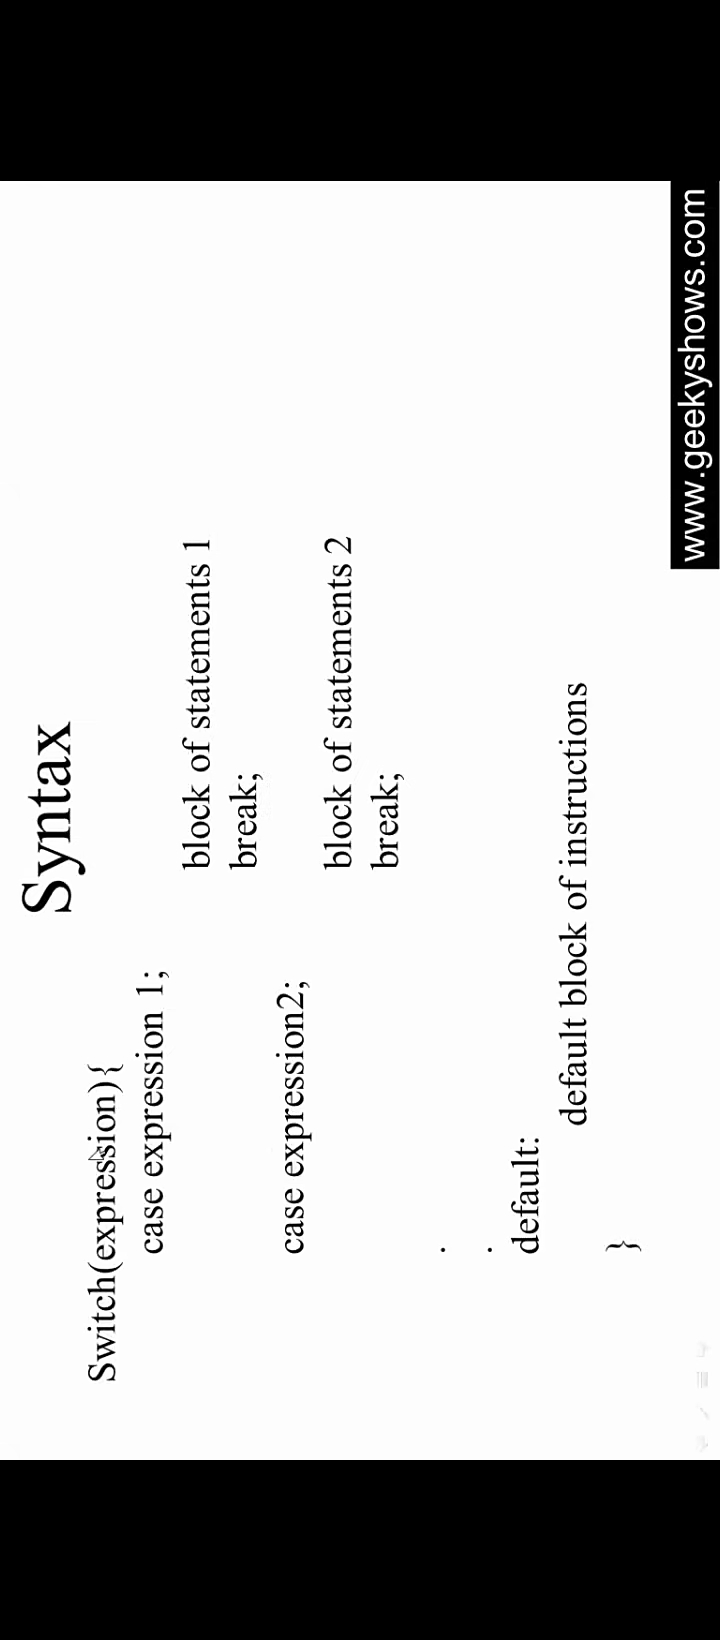 Syntax
Switch(expression){
case expression 1;
block of statements 1
break;
case expression2;
block of statements 2
break;
.
.
default:
default block of instructions
}
www.geekyshows.com